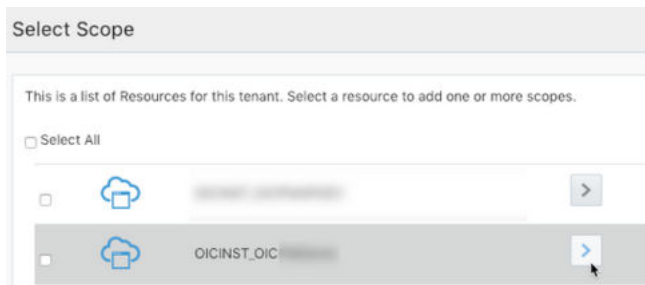 Select Scope
This is a list of Resources for this tenant. Select a resource to add one or more scopes.
Select All
OICINST_OIC